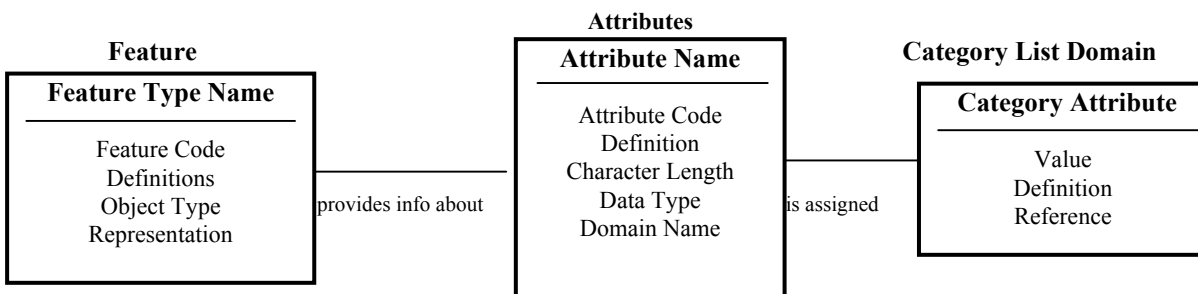 Feature
Feature Type Name
Feature Code
Definitions
Object Type
Representation
provides info about
Attributes
Attribute Name
Attribute Code
Definition
Character Length
Data Type
Domain Name
is assigned
Category List Domain
Category Attribute
Value
Definition
Reference